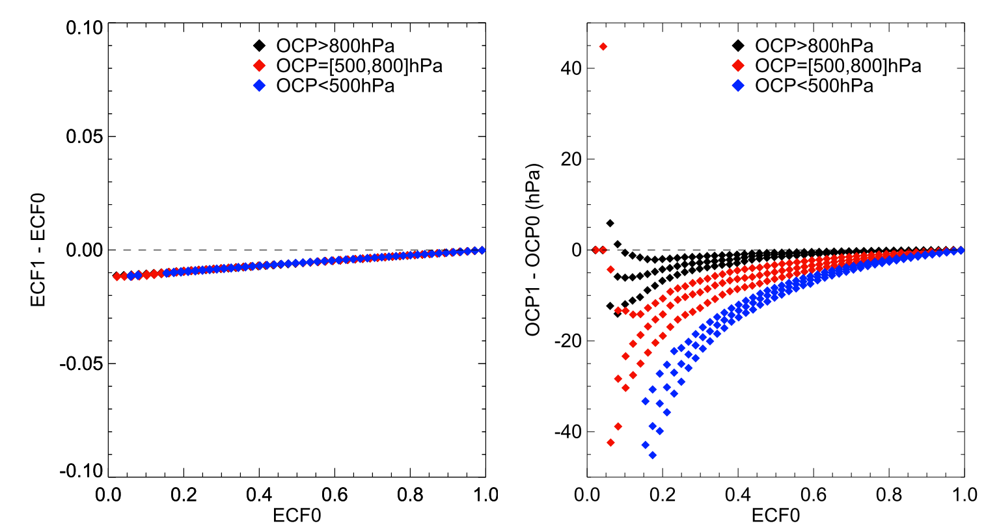 0.10
0.05
0.00
-0.05
-0.10
ECF1 - ECF0
OCP>800hPa
OCP=[500,800]hPa
OCP<500hPa
0.0 0.2 0.4 0.6 0.8 1.0
ECF0
40
20
0
-20
-40
OCP1 - OCP0 (hPa)
OCP>800hPa
OCP=[500,800]hPa
OCP<500hPa
0.0 0.2 0.4 0.6 0.8 1.0
ECF0